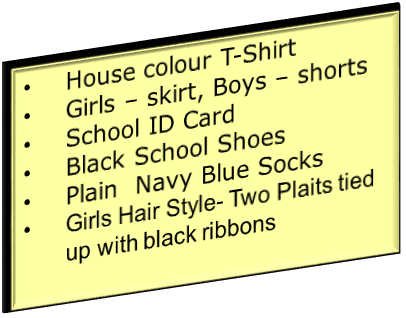 • House colour T-Shirt
• Girls – skirt, Boys – shorts
• School ID Card
• Black School Shoes
• Plain  Navy Blue Socks
• Girls Hair Style- Two Plaits tied
up with black ribbons